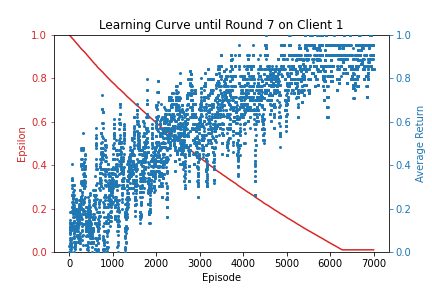 Learning Curve until Round 7 on Client 1
1.0 1.0
0.8 0.8
0.6 0.6
0.4 0.4
0.2 0.2
0.0 0.0
Epsilon
Average Return
0 1000 2000 3000 4000 5000 6000 7000
Episode